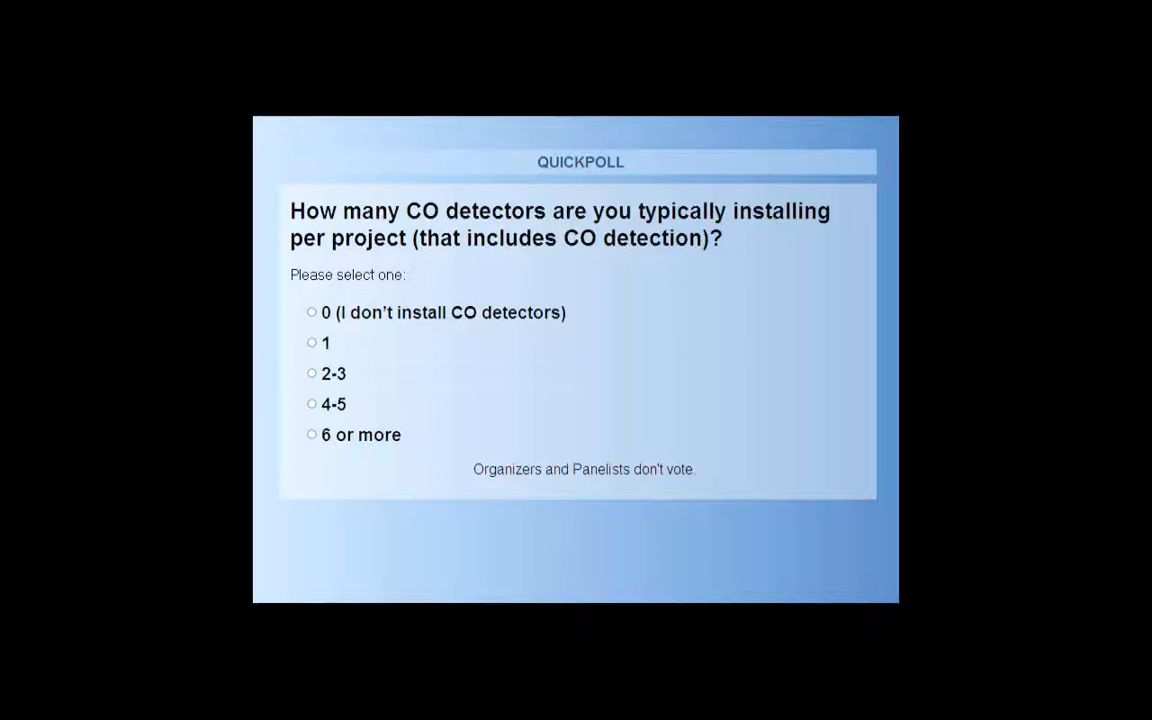 QUICKPOLL
How many CO detectors are you typically installing
per project (that includes CO detection)?
Please select one:
0 (I don't install CO detectors)
1
2-3
4-5
6 or more
Organizers and Panelists don't vote.